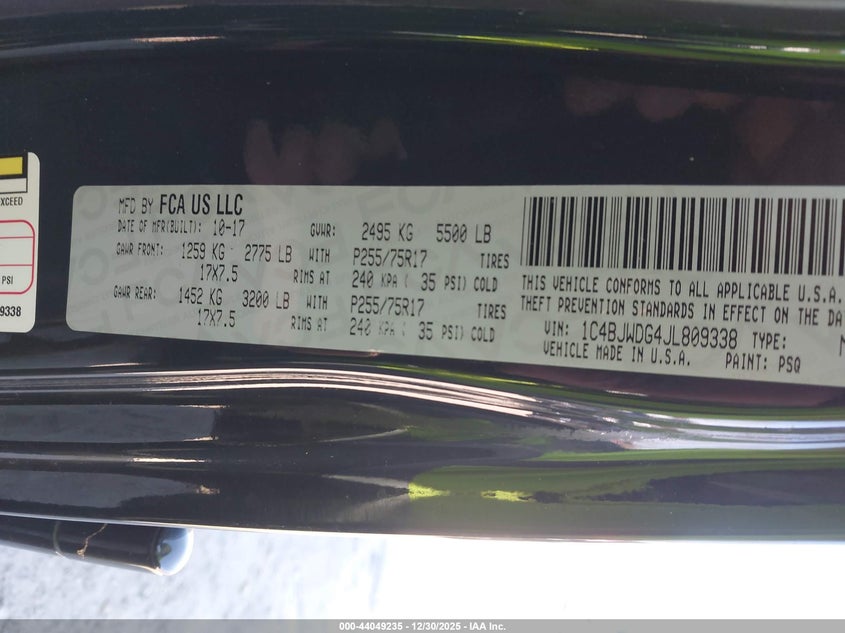 EXCEED
PSI
9338
MFD BY FCA US LLC
DATE OF MFR(BUILT): 10-17 GVWR: 2495 KG 5500 LB
GAWR FRONT: 1259 KG 2775 LB WITH P255/75R17 TIRES
17X7.5 RIMS AT 240 KPA ( 35 PSI) COLD
GAWR REAR: 1452 KG 3200 LB WITH P255/75R17 TIRES
17X7.5 RIMS AT 240 KPA ( 35 PSI) COLD
THIS VEHICLE CONFORMS TO ALL APPLICABLE U.S.A.
THEFT PREVENTION STANDARDS IN EFFECT ON THE DA
VIN: 1C4BJWDG4JL809338 TYPE: M
VEHICLE MADE IN U.S.A. PAINT: PSQ
000-44049235 - 12/30/2025 - IAA Inc.